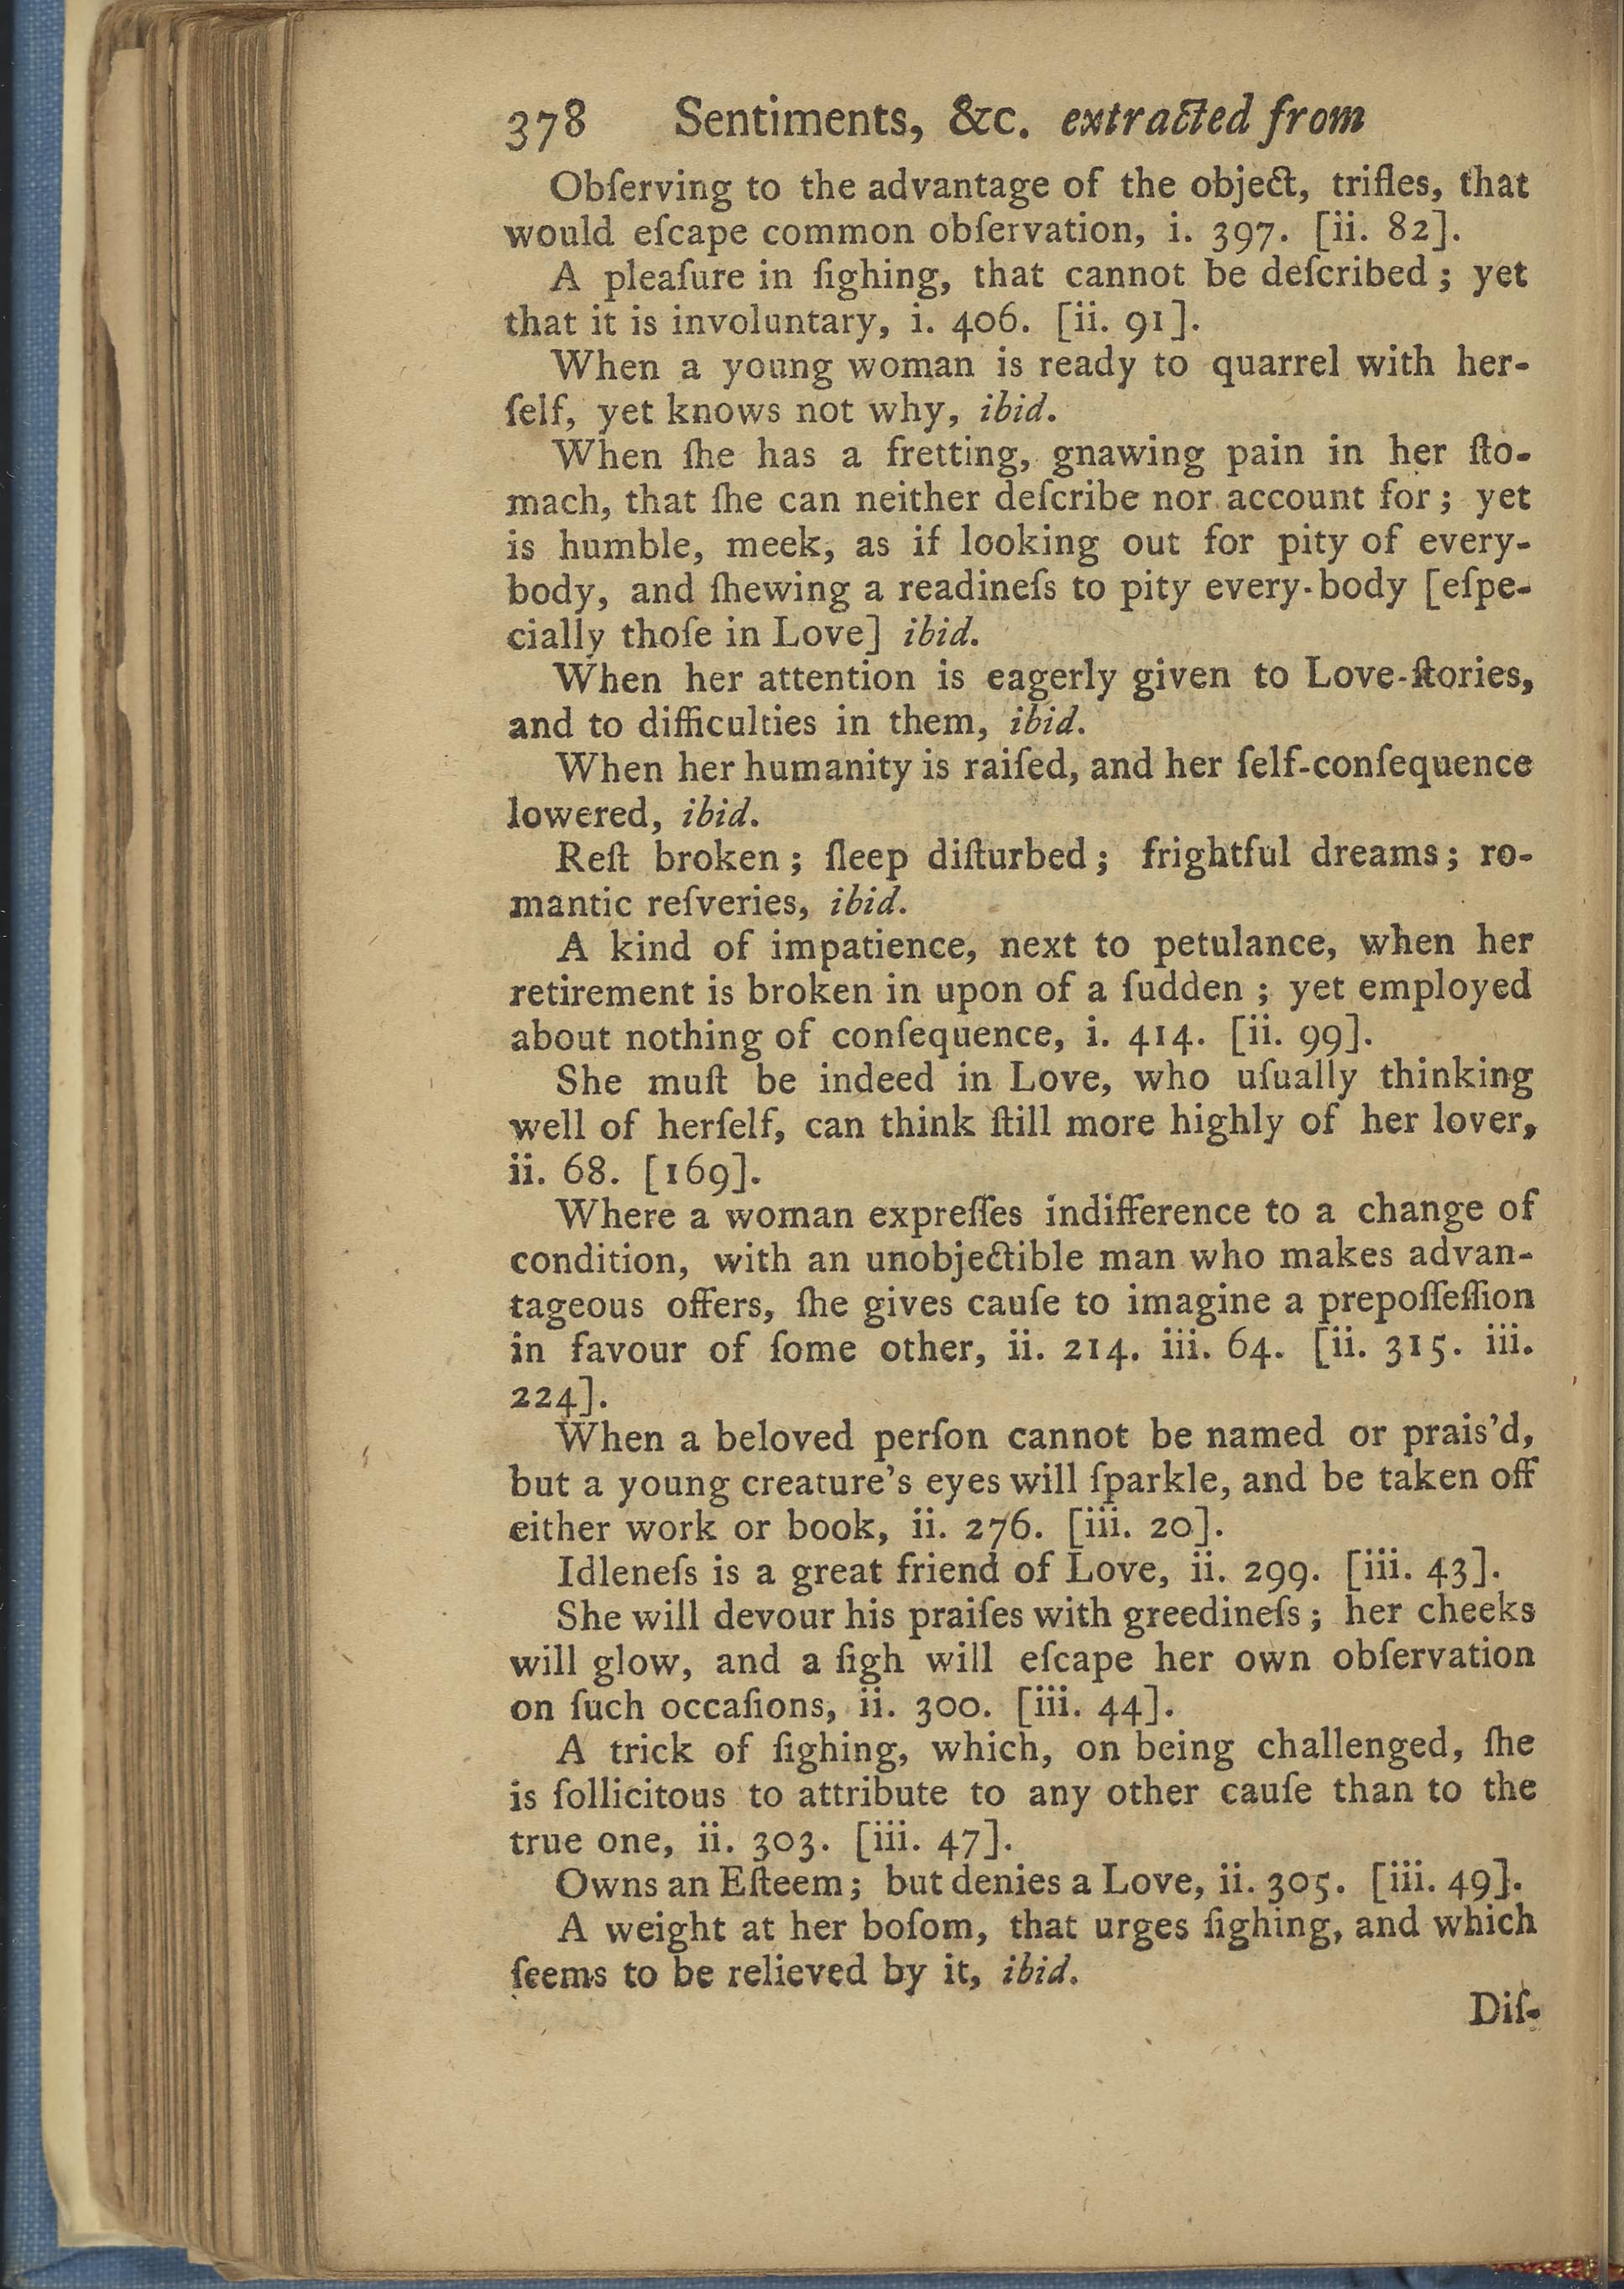 378 Sentiments, &c. extracted from
Obſerving to the advantage of the object, trifles, that
would eſcape common obſervation, i. 397. [ii. 82].
A pleaſure in ſighing, that cannot be deſcribed; yet
that it is involuntary, i. 406. [ii. 91].
When a young woman is ready to quarrel with her-
ſelf, yet knows not why, ibid.
When ſhe has a fretting, gnawing pain in her ſto-
mach, that ſhe can neither deſcribe nor account for; yet
is humble, meek, as if looking out for pity of every-
body, and ſhewing a readineſs to pity every-body [eſpe-
cially thoſe in Love] ibid.
When her attention is eagerly given to Love-ſtories,
and to difficulties in them, ibid.
When her humanity is raiſed, and her ſelf-conſequence
lowered, ibid.
Reſt broken; ſleep diſturbed; frightful dreams; ro-
mantic reſveries, ibid.
A kind of impatience, next to petulance, when her
retirement is broken in upon of a ſudden; yet employed
about nothing of conſequence, i. 414. [ii. 99].
She muſt be indeed in Love, who uſually thinking
well of herſelf, can think ſtill more highly of her lover,
ii. 68. [169].
Where a woman expreſſes indifference to a change of
condition, with an unobjectible man who makes advan-
tageous offers, ſhe gives cauſe to imagine a prepoſſeſſion
in favour of ſome other, ii. 214. iii. 64. [ii. 315. iii.
224].
When a beloved perſon cannot be named or prais'd,
but a young creature's eyes will ſparkle, and be taken off
either work or book, ii. 276. [iii. 20].
Idleneſs is a great friend of Love, ii. 299. [iii. 43].
She will devour his praiſes with greedineſs; her cheeks
will glow, and a ſigh will eſcape her own obſervation
on ſuch occaſions, ii. 300. [iii. 44].
A trick of ſighing, which, on being challenged, ſhe
is ſollicitous to attribute to any other cauſe than to the
true one, ii. 303. [iii. 47].
Owns an Eſteem; but denies a Love, ii. 305. [iii. 49].
A weight at her boſom, that urges ſighing, and which
ſeems to be relieved by it, ibid.
Diſ-